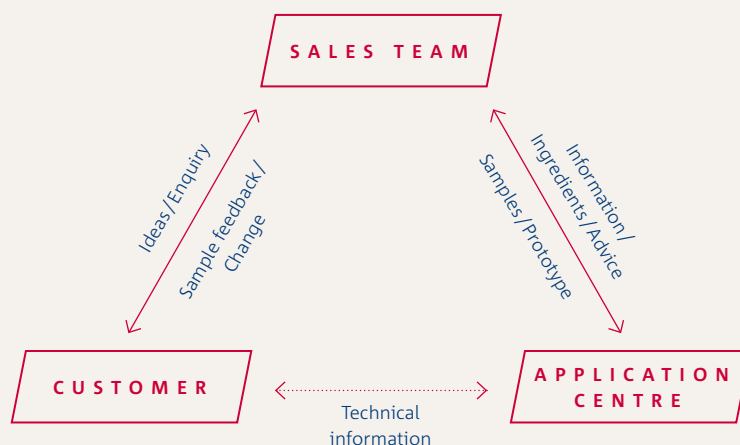 SALES TEAM
Ideas/Enquiry
Sample feedback/
Change
Information/
Ingredients/Advice
Samples/Prototype
CUSTOMER
Technical
information
APPLICATION
CENTRE